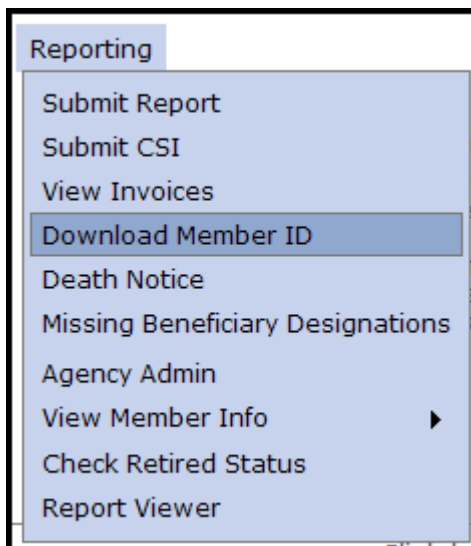 Reporting
Submit Report
Submit CSI
View Invoices
Download Member ID
Death Notice
Missing Beneficiary Designations
Agency Admin
View Member Info
Check Retired Status
Report Viewer